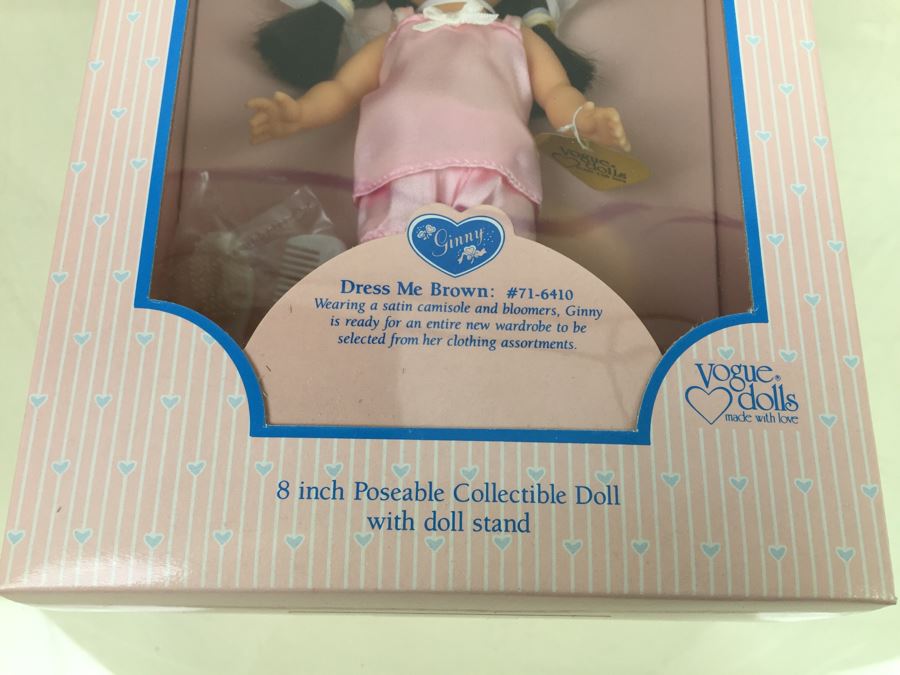 Vogue
dolls
Ginny
Dress Me Brown: #71-6410
Wearing a satin camisole and bloomers, Ginny
is ready for an entire new wardrobe to be
selected from her clothing assortments.
Vogue®
dolls
made with love
8 inch Poseable Collectible Doll
with doll stand